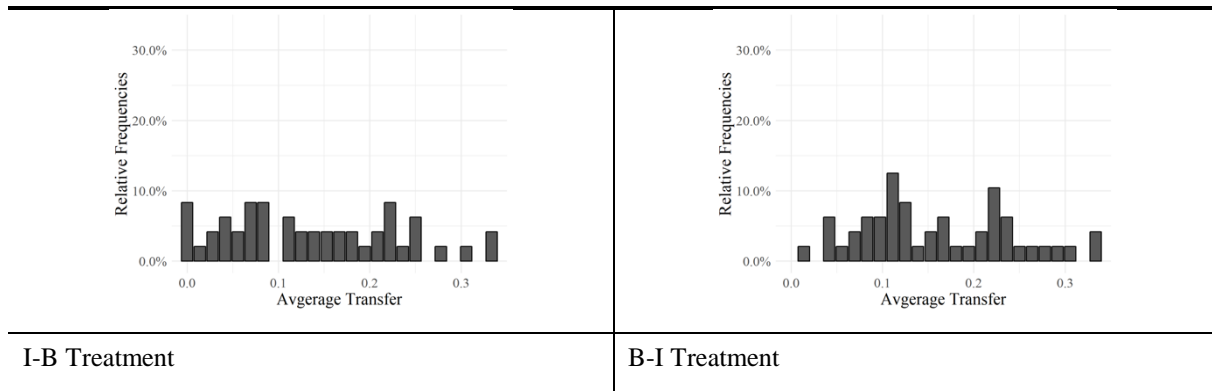 30.0%
20.0%
10.0%
0.0%
Relative Frequencies
0.0 0.1 0.2 0.3
Avgerage Transfer
30.0%
20.0%
10.0%
0.0%
Relative Frequencies
0.0 0.1 0.2 0.3
Avgerage Transfer
I-B Treatment
B-I Treatment